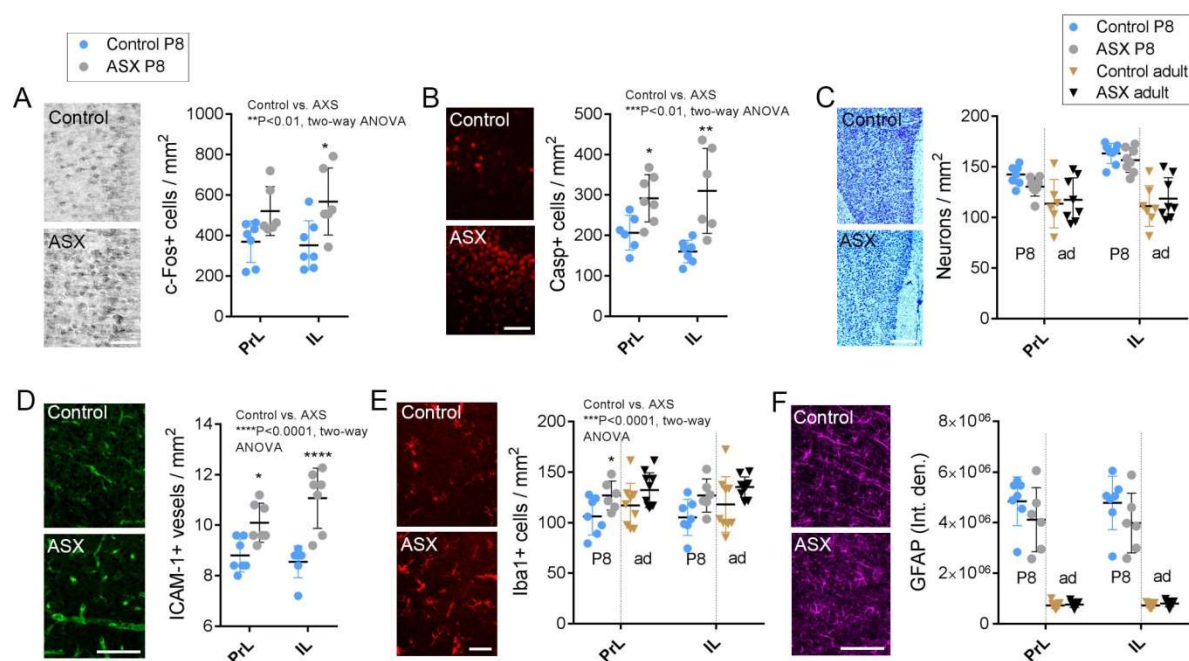 Control P8
ASX P8
Control P8
ASX P8
Control adult
ASX adult
A
Control
ASX
Control vs. AXS
**P<0.01, two-way ANOVA
c-Fos+ cells / mm²
1000
800
600
400
200
0
*
PrL
IL
B
Control
ASX
Control vs. AXS
***P<0.01, two-way ANOVA
Casp+ cells / mm²
500
400
300
200
100
0
*
**
PrL
IL
C
Control
ASX
Neurons / mm²
200
150
100
50
0
P8
ad
P8
ad
PrL
IL
D
Control
ASX
Control vs. AXS
****P<0.0001, two-way
ANOVA
ICAM-1+ vesels / mm²
14
12
10
8
6
*
****
PrL
IL
E
Control
ASX
Control vs. AXS
***P<0.0001, two-way
ANOVA
Iba1+ cells / mm²
250
200
150
100
50
0
*
P8
ad
P8
ad
PrL
IL
F
Control
ASX
GFAP (Int. den.)
8×10⁰⁶
6×10⁰⁶
4×10⁰⁶
2×10⁰⁶
0
P8
ad
P8
ad
PrL
IL